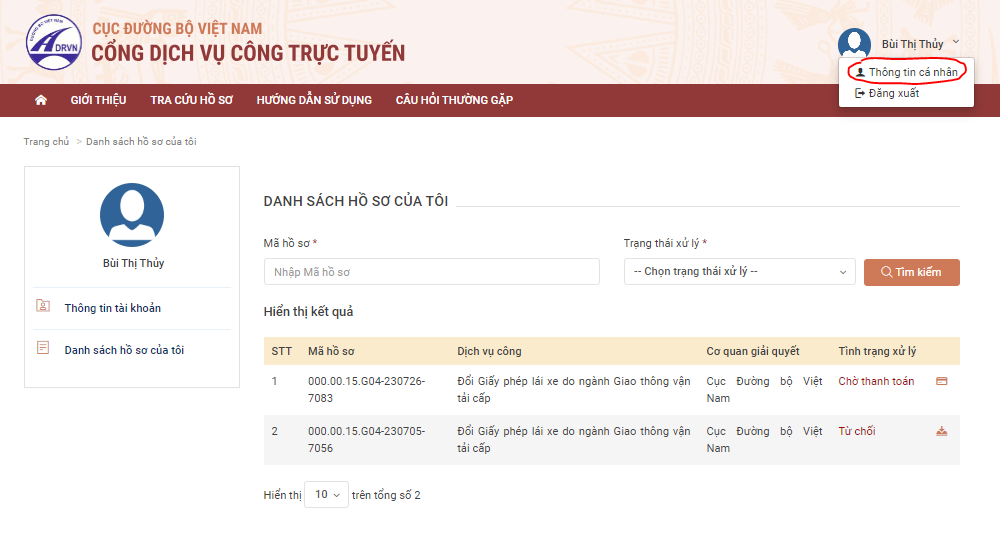 CỤC ĐƯỜNG BỘ VIỆT NAM
CỔNG DỊCH VỤ CÔNG TRỰC TUYẾN
CỤC ĐƯỜNG BỘ VIỆT NAM
DRVN
Bùi Thị Thủy
Thông tin cá nhân
Đăng xuất
GIỚI THIỆU TRA CỨU HỒ SƠ HƯỚNG DẪN SỬ DỤNG CÂU HỎI THƯỜNG GẶP
Trang chủ > Danh sách hồ sơ của tôi
Bùi Thị Thủy
Thông tin tài khoản
Danh sách hồ sơ của tôi
DANH SÁCH HỒ SƠ CỦA TÔI
Mã hồ sơ * Trạng thái xử lý *
Nhập Mã hồ sơ -- Chọn trạng thái xử lý -- Tìm kiếm
Hiển thị kết quả
STT Mã hồ sơ Dịch vụ công Cơ quan giải quyết Tình trạng xử lý
1 000.00.15.G04-230726- Đổi Giấy phép lái xe do ngành Giao thông vận Cục Đường bộ Việt Chờ thanh toán
7083 tải cấp Nam
2 000.00.15.G04-230705- Đổi Giấy phép lái xe do ngành Giao thông vận Cục Đường bộ Việt Từ chối
7056 tải cấp Nam
Hiển thị 10 trên tổng số 2